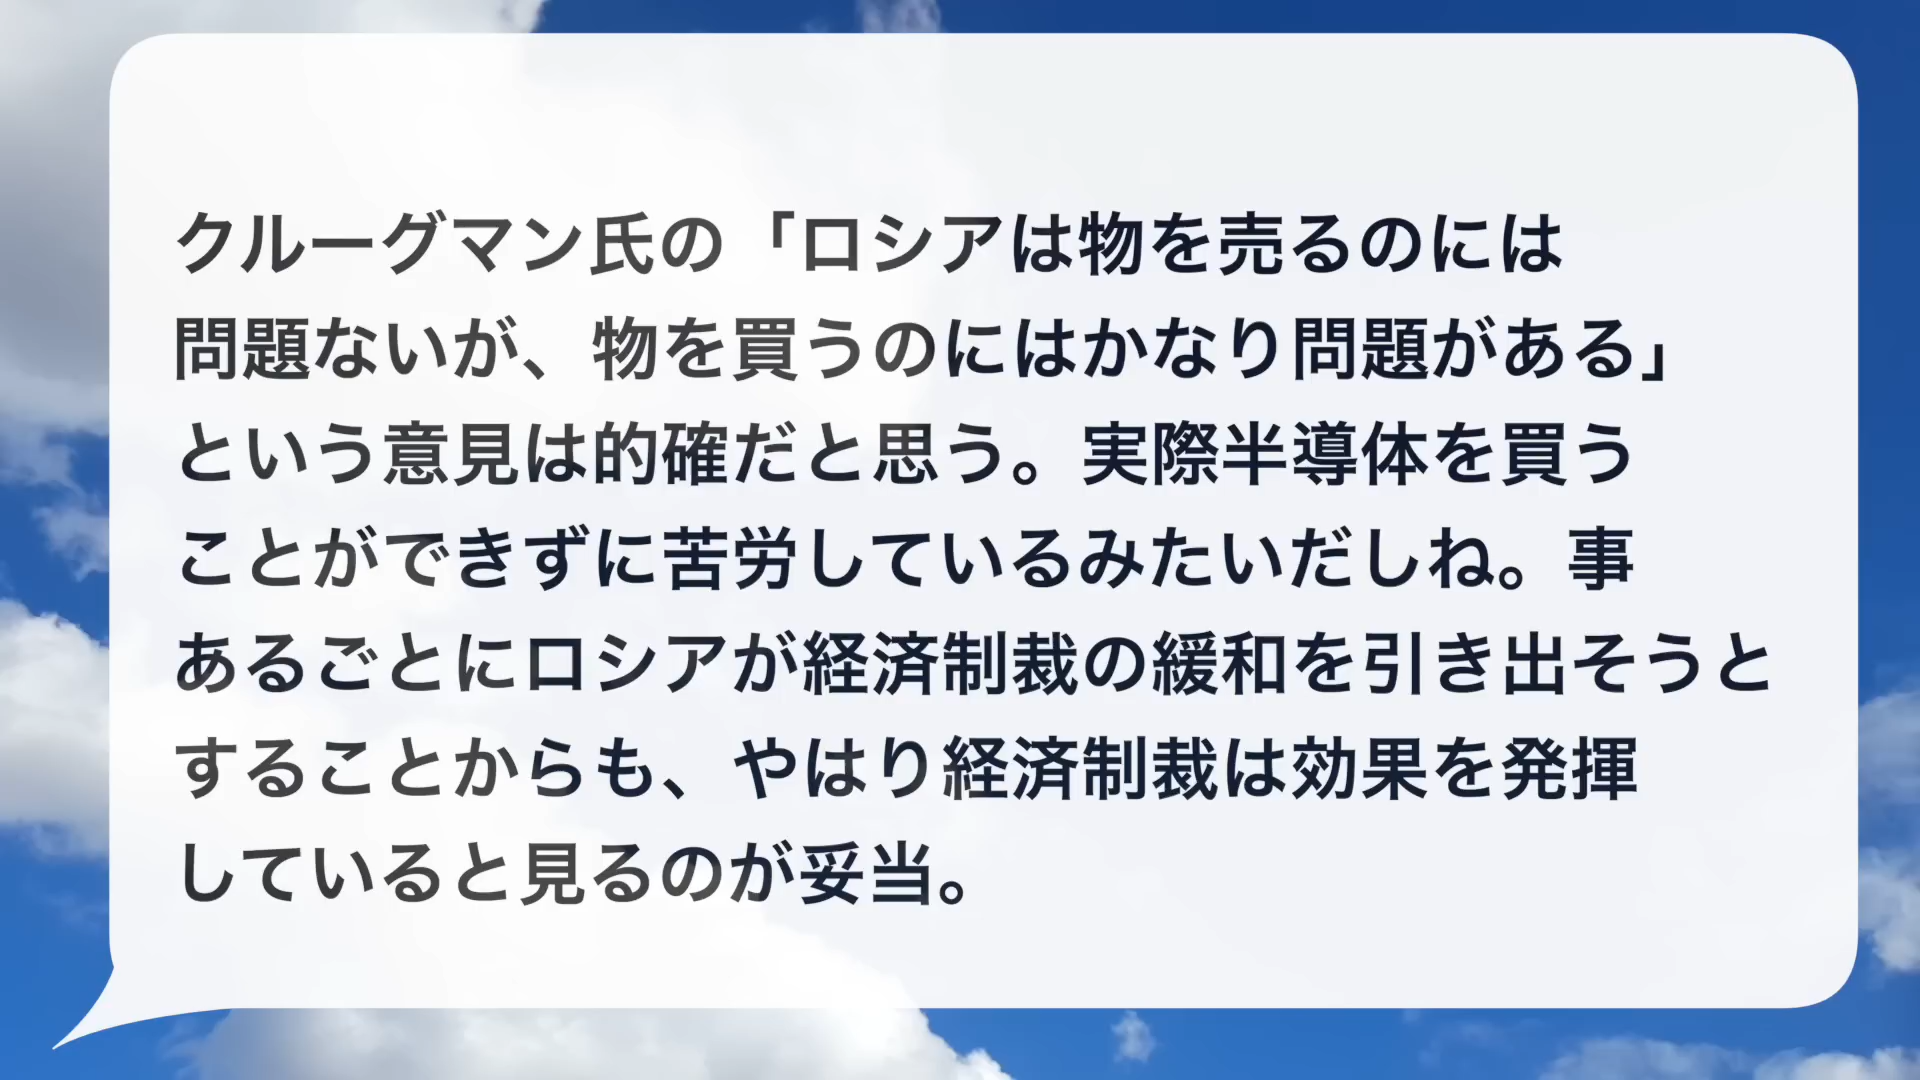 クルーグマン氏の「ロシアは物を売るのには
問題ないが、物を買うのにはかなり問題がある」
という意見は的確だと思う。実際半導体を買う
ことができずに苦労しているみたいだしね。事
あるごとにロシアが経済制裁の緩和を引き出そうと
することからも、やはり経済制裁は効果を発揮
していると見るのが妥当。